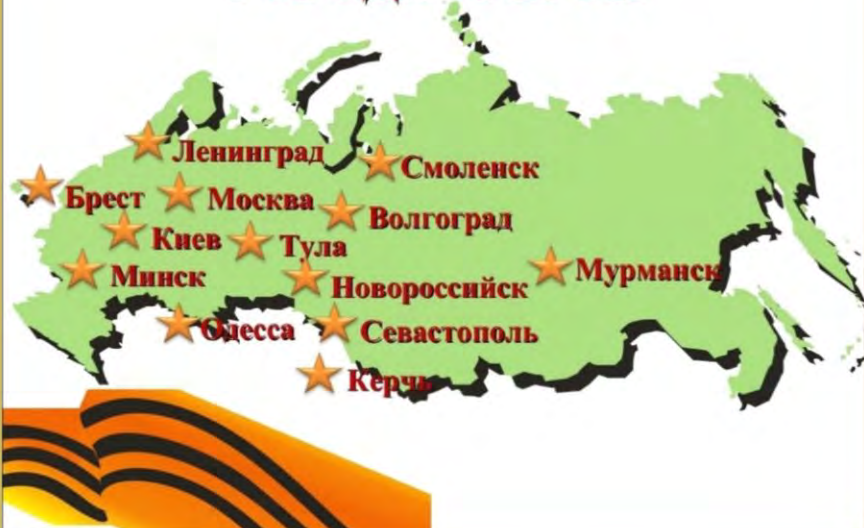 Ленинград
Смоленск
Брест
Москва
Волгоград
Киев
Тула
Минск
Новороссийск
Мурманск
Одесса
Севастополь
Керчь